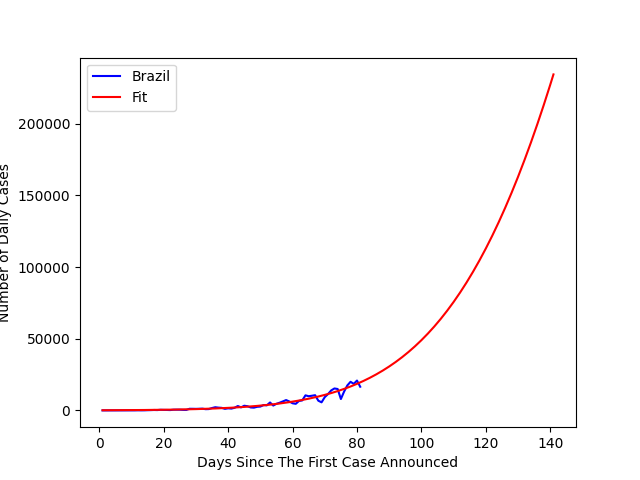 Brazil
Fit
200000
150000
100000
50000
0
Number of Daily Cases
0 20 40 60 80 100 120 140
Days Since The First Case Announced